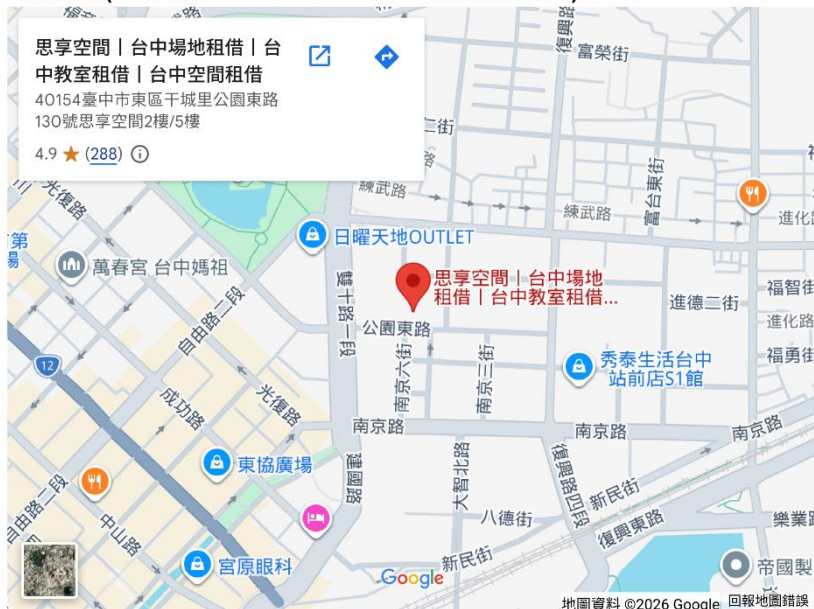 思享空間 | 台中場地租借 | 台
中教室租借 | 台中空間租借
40154臺中市東區干城里公園東路
130號思享空間2樓/5樓
4.9 ★ (288)
復興路
富榮街
仁街
練武路
練武路
富台東街
進化
光復路
日曜天地OUTLET
第
場
萬春宮 台中媽祖
雙十路一段
思享空間 | 台中場地
租借 | 台中教室租借...
進德二街
福智街
進化路
自由路二段
公園東路
福勇街
12
秀泰生活台中
站前店S1館
南京六街
南京三街
成功路
光復路
南京路
南京路
南京路
東協廣場
建國路
大智北路
復興路四段
新民街
自由路二段
中山路
八德街
樂業路
復興東路
宮原眼科
新民街
帝國製
Google
地圖資料 ©2026 Google
回報地圖錯誤